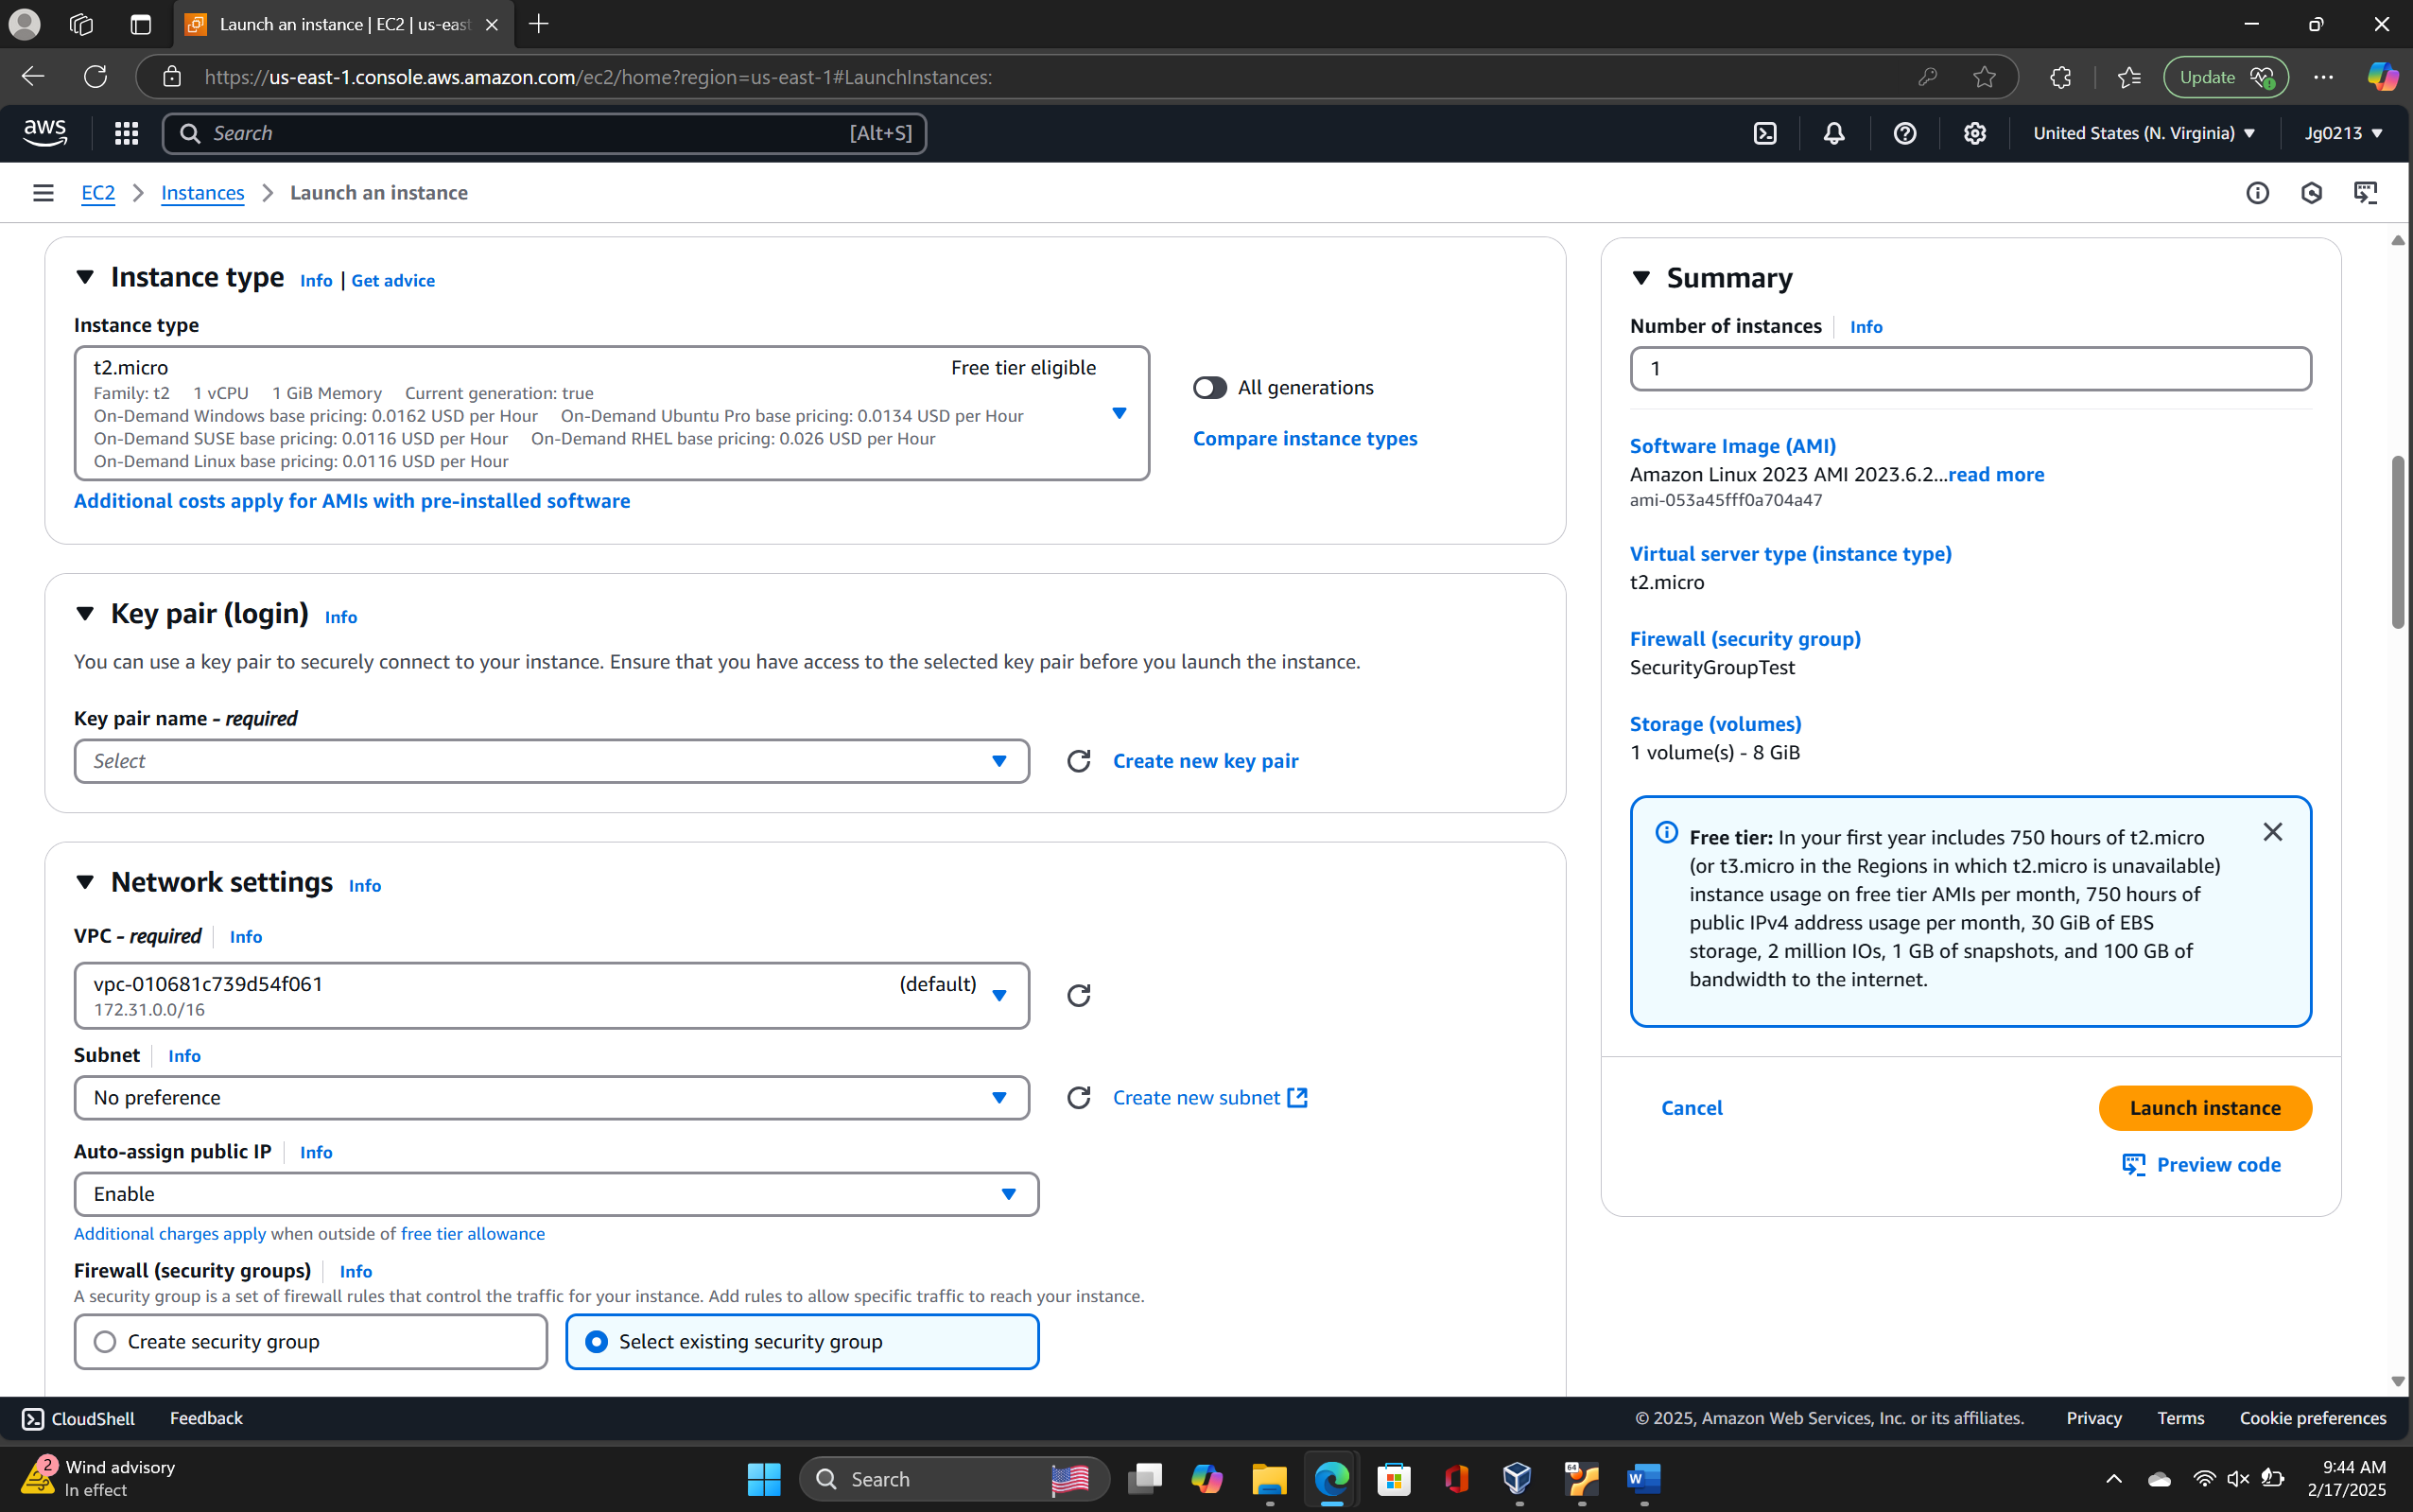 Launch an instance | EC2 | us-east
https://us-east-1.console.aws.amazon.com/ec2/home?region=us-east-1#LaunchInstances:
Update
aws
Search
[Alt+S]
United States (N. Virginia)
Jg0213
EC2
Instances
Launch an instance
Instance type
Info | Get advice
Instance type
t2.micro
Free tier eligible
Family: t2 1 vCPU 1 GiB Memory Current generation: true
On-Demand Windows base pricing: 0.0162 USD per Hour On-Demand Ubuntu Pro base pricing: 0.0134 USD per Hour
On-Demand SUSE base pricing: 0.0116 USD per Hour On-Demand RHEL base pricing: 0.026 USD per Hour
On-Demand Linux base pricing: 0.0116 USD per Hour
All generations
Compare instance types
Additional costs apply for AMIs with pre-installed software
Key pair (login) Info
You can use a key pair to securely connect to your instance. Ensure that you have access to the selected key pair before you launch the instance.
Key pair name - required
Select
Create new key pair
Network settings Info
VPC - required Info
vpc-010681c739d54f061
(default)
172.31.0.0/16
Subnet Info
No preference
Create new subnet
Auto-assign public IP Info
Enable
Additional charges apply when outside of free tier allowance
Firewall (security groups) Info
A security group is a set of firewall rules that control the traffic for your instance. Add rules to allow specific traffic to reach your instance.
Create security group
Select existing security group
Summary
Number of instances Info
1
Software Image (AMI)
Amazon Linux 2023 AMI 2023.6.2...read more
ami-053a45fff0a704a47
Virtual server type (instance type)
t2.micro
Firewall (security group)
SecurityGroupTest
Storage (volumes)
1 volume(s) - 8 GiB
Free tier: In your first year includes 750 hours of t2.micro
(or t3.micro in the Regions in which t2.micro is unavailable)
instance usage on free tier AMIs per month, 750 hours of
public IPv4 address usage per month, 30 GiB of EBS
storage, 2 million IOs, 1 GB of snapshots, and 100 GB of
bandwidth to the internet.
Cancel
Launch instance
Preview code
CloudShell
Feedback
© 2025, Amazon Web Services, Inc. or its affiliates.
Privacy
Terms
Cookie preferences
2
Wind advisory
In effect
Search
64
W
9:44 AM
2/17/2025